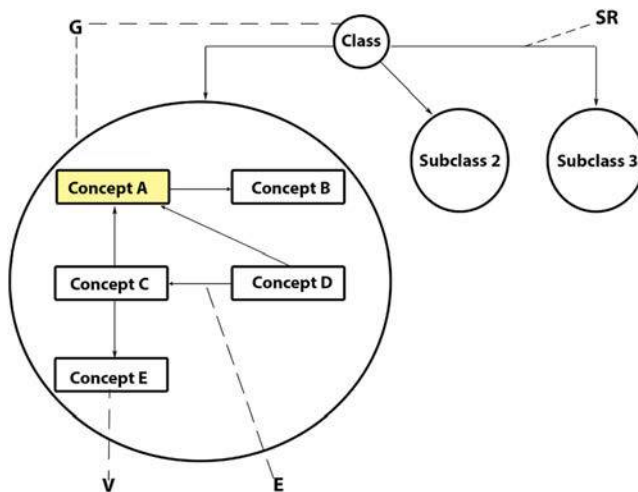 G
SR
Class
Subclass 2
Subclass 3
Concept A
Concept B
Concept C
Concept D
Concept E
V
E